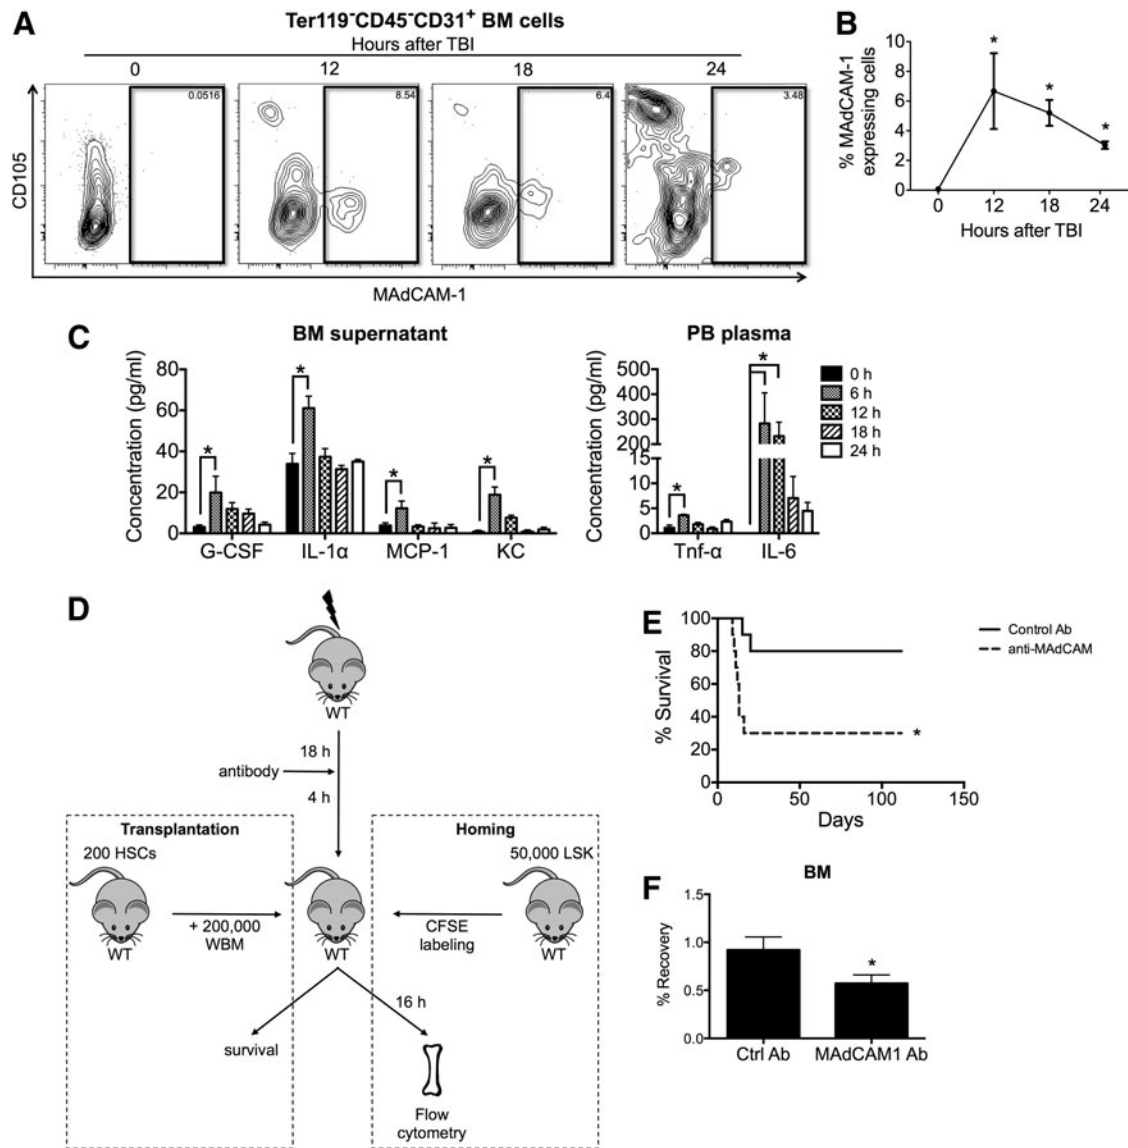 A
Ter119-CD45-CD31+ BM cells
Hours after TBI
0 12 18 24
0.0516
8.54
6.4
3.48
CD105
MAdCAM-1
B
% MAdCAM-1
expressing cells
10
8
6
4
2
0
* * *
0 12 18 24
Hours after TBI
C
BM supernatant
Concentration (pg/ml)
80
60
40
20
0
* * * *
G-CSF IL-1α MCP-1 KC
PB plasma
Concentration (pg/ml)
500
400
300
200
100
15
10
5
0
* *
Tnf-α IL-6
0 h
6 h
12 h
18 h
24 h
D
WT
18 h
antibody
4 h
Transplantation
200 HSCs
WT
+ 200,000
WBM
WT
Homing
50,000 LSK
CFSE
labeling
WT
16 h
survival
Flow
cytometry
E
% Survival
100
80
60
40
20
0
*
0 50 100 150
Days
Control Ab
anti-MAdCAM
F
BM
% Recovery
1.5
1.0
0.5
0.0
*
Ctrl Ab MAdCAM1 Ab